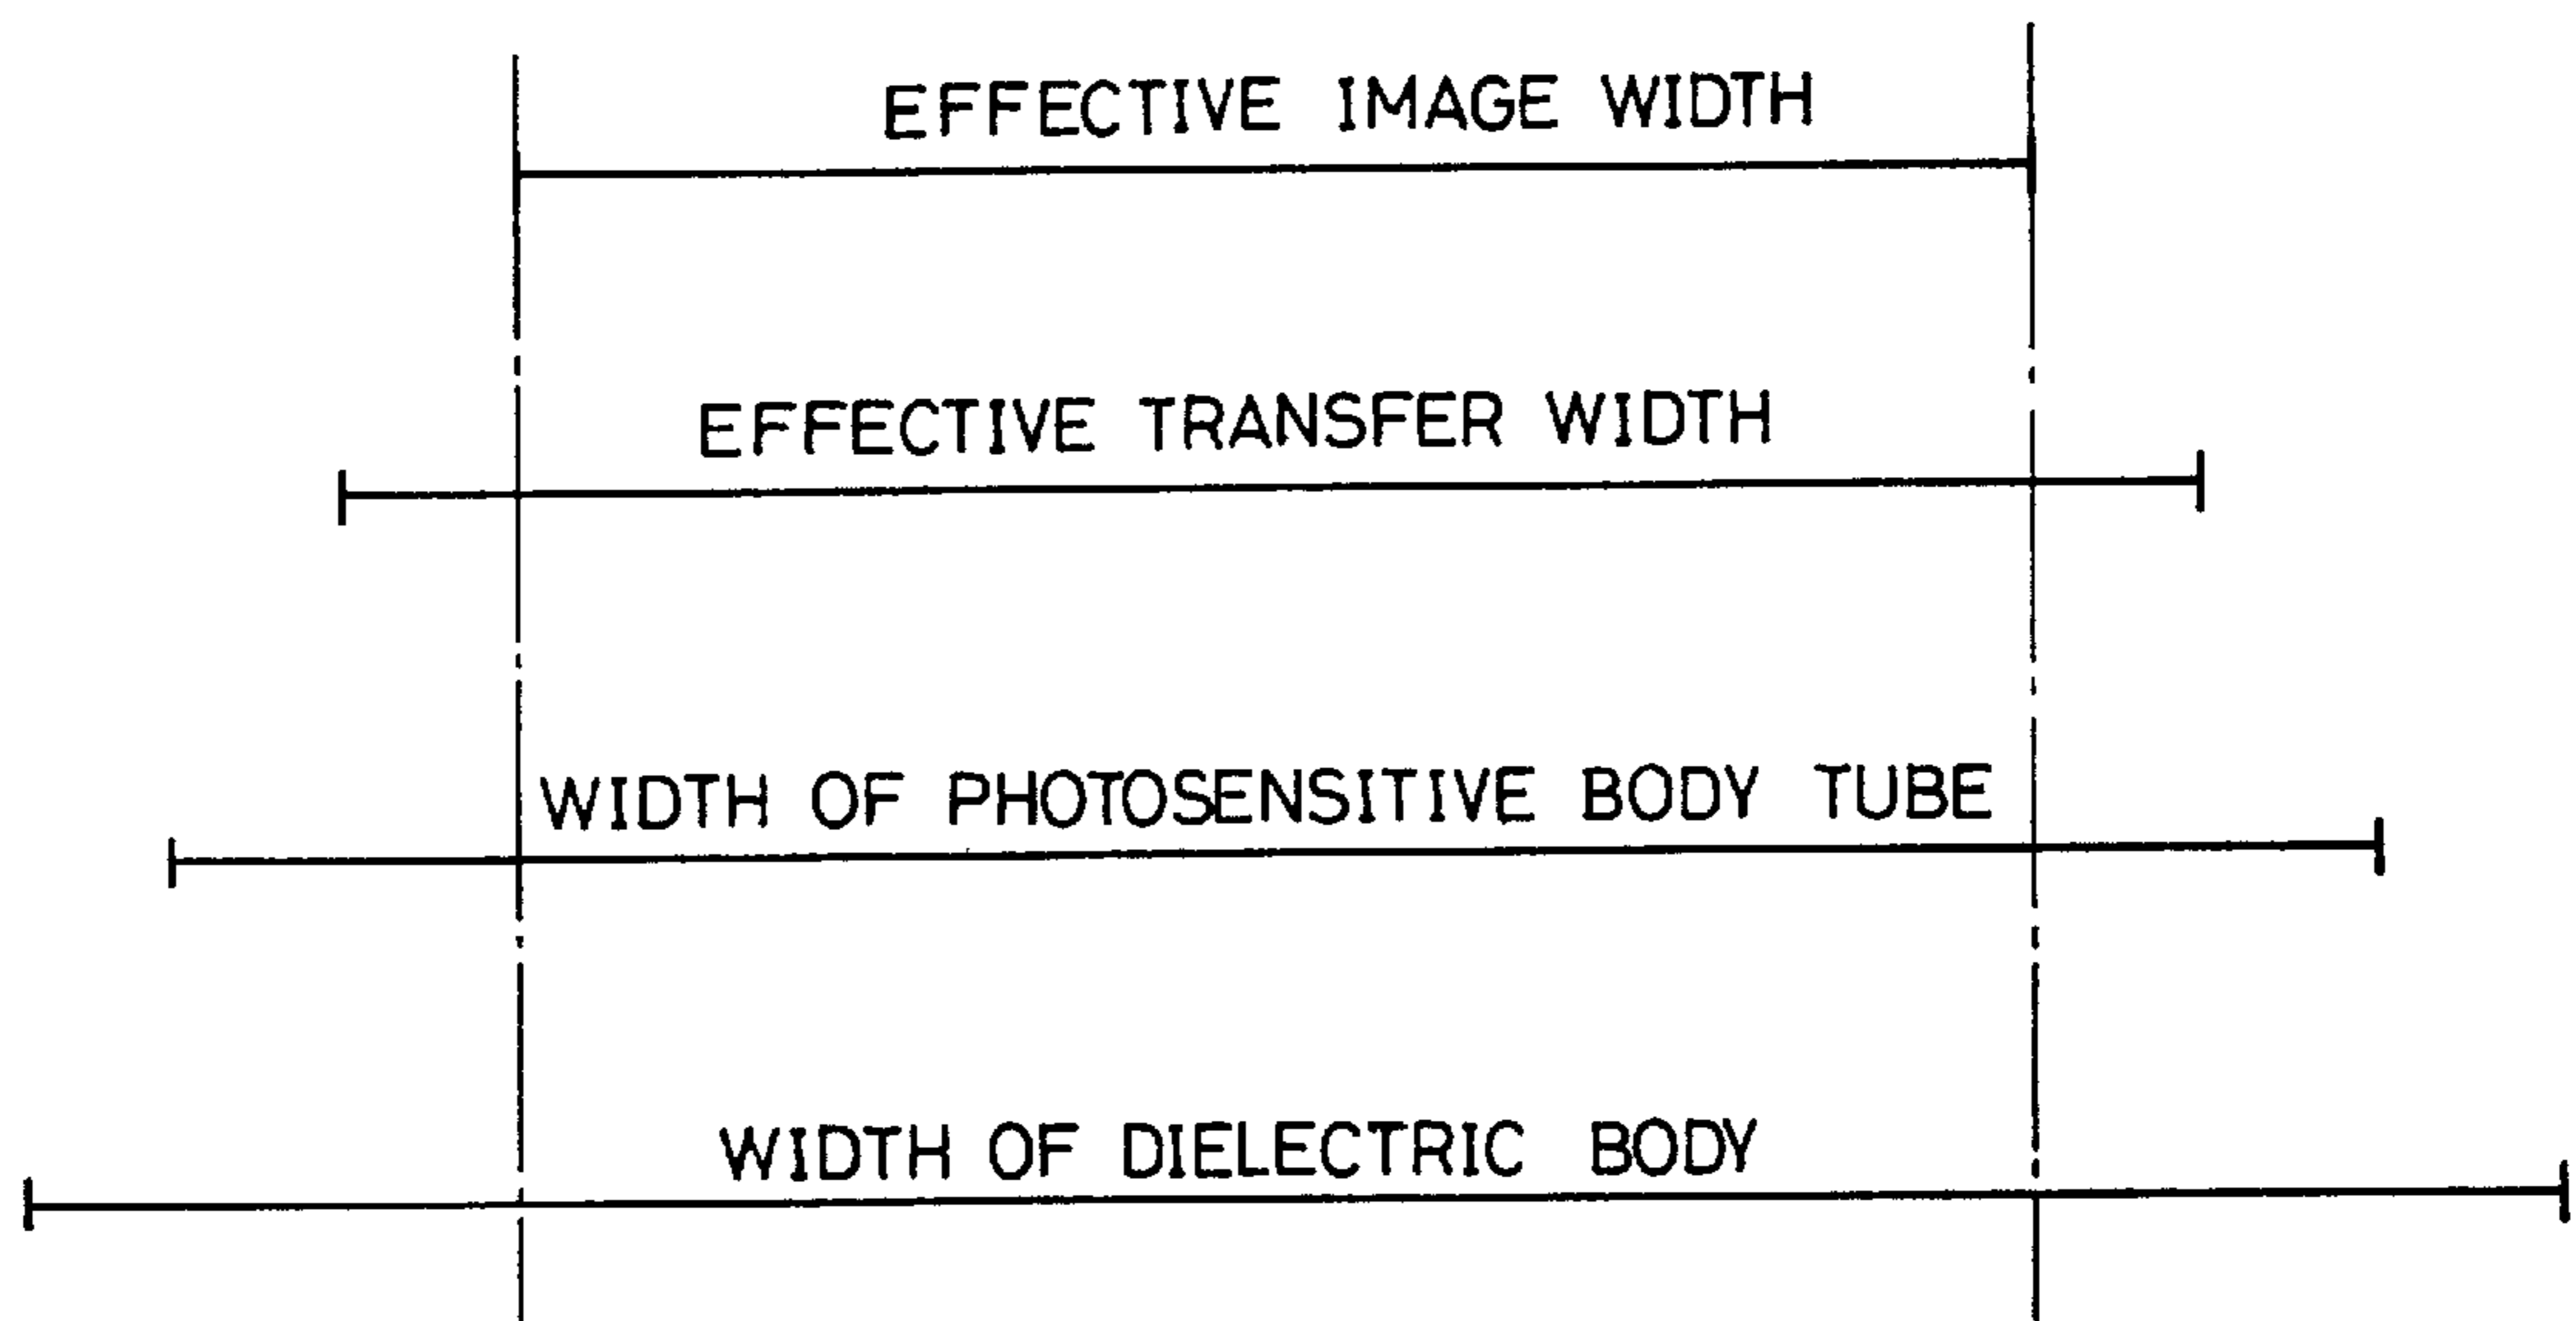 EFFECTIVE IMAGE WIDTH
EFFECTIVE TRANSFER WIDTH
WIDTH OF PHOTOSENSITIVE BODY TUBE
WIDTH OF DIELECTRIC BODY